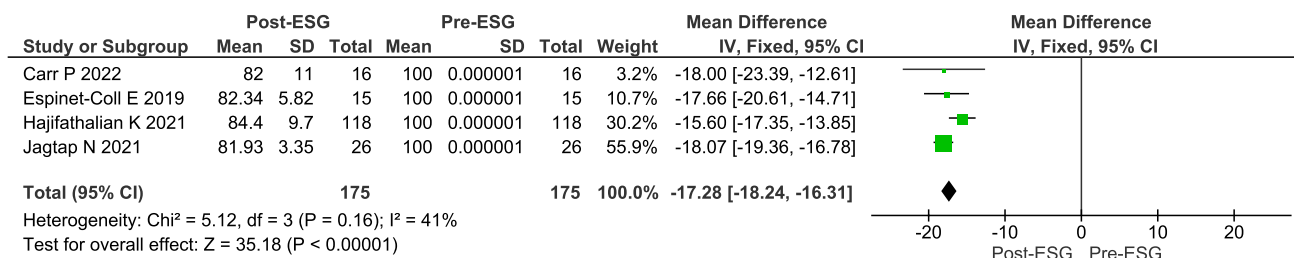 Post-ESG Pre-ESG Mean Difference Mean Difference
Study or Subgroup Mean SD Total Mean SD Total Weight IV, Fixed, 95% CI IV, Fixed, 95% CI
Carr P 2022 82 11 16 100 0.000001 16 3.2% -18.00 [-23.39, -12.61]
Espinet-Coll E 2019 82.34 5.82 15 100 0.000001 15 10.7% -17.66 [-20.61, -14.71]
Hajifathalian K 2021 84.4 9.7 118 100 0.000001 118 30.2% -15.60 [-17.35, -13.85]
Jagtap N 2021 81.93 3.35 26 100 0.000001 26 55.9% -18.07 [-19.36, -16.78]
Total (95% CI) 175 175 100.0% -17.28 [-18.24, -16.31]
Heterogeneity: Chi² = 5.12, df = 3 (P = 0.16); I² = 41%
Test for overall effect: Z = 35.18 (P < 0.00001)
-20 -10 0 10 20
Post-ESG Pre-ESG